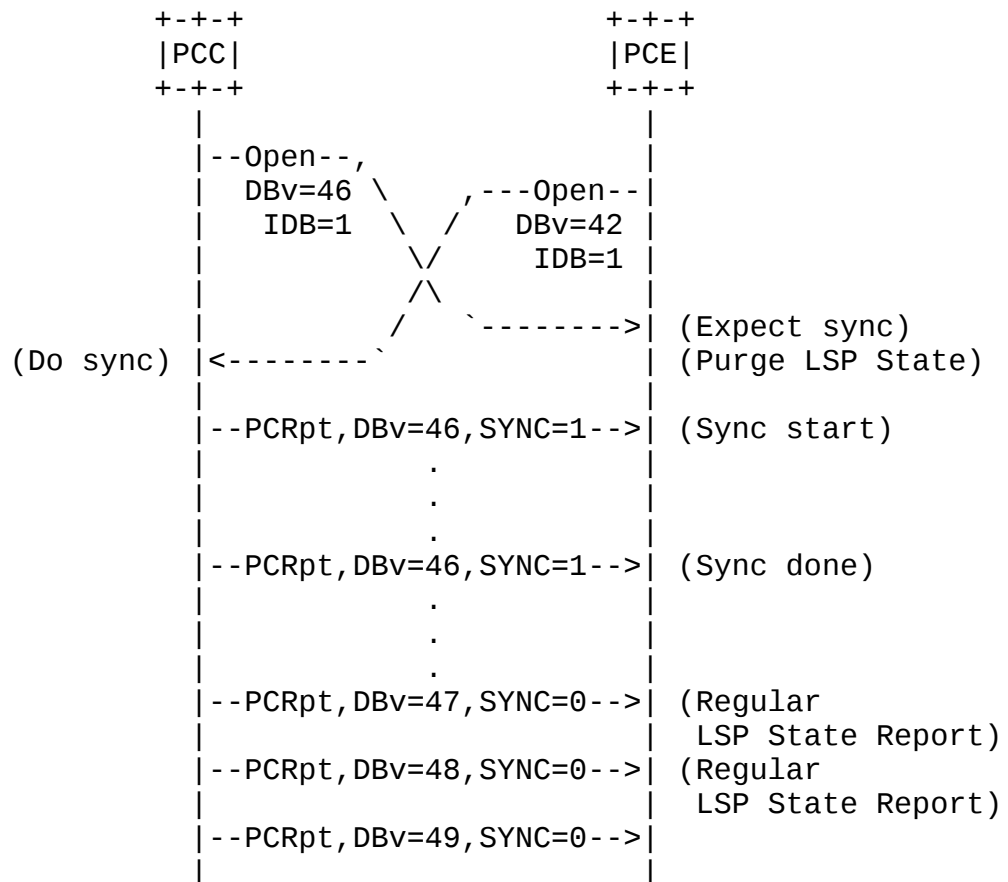 +-+-+                    +-+-+
|PCC|                    |PCE|
+-+-+                    +-+-+
|                        |
|--Open--,               |
|  DBv=46 \    ,---Open--|
|   IDB=1  \  /   DBv=42 |
|           \/     IDB=1 |
|           /\           |
|          /  `-------->| (Expect sync)
(Do sync) |<--------`              | (Purge LSP State)
|                        |
|--PCRpt,DBv=46,SYNC=1-->| (Sync start)
|            .           |
|            .           |
|            .           |
|--PCRpt,DBv=46,SYNC=1-->| (Sync done)
|            .           |
|            .           |
|            .           |
|--PCRpt,DBv=47,SYNC=0-->| (Regular
|                        |  LSP State Report)
|--PCRpt,DBv=48,SYNC=0-->| (Regular
|                        |  LSP State Report)
|--PCRpt,DBv=49,SYNC=0-->|
|                        |